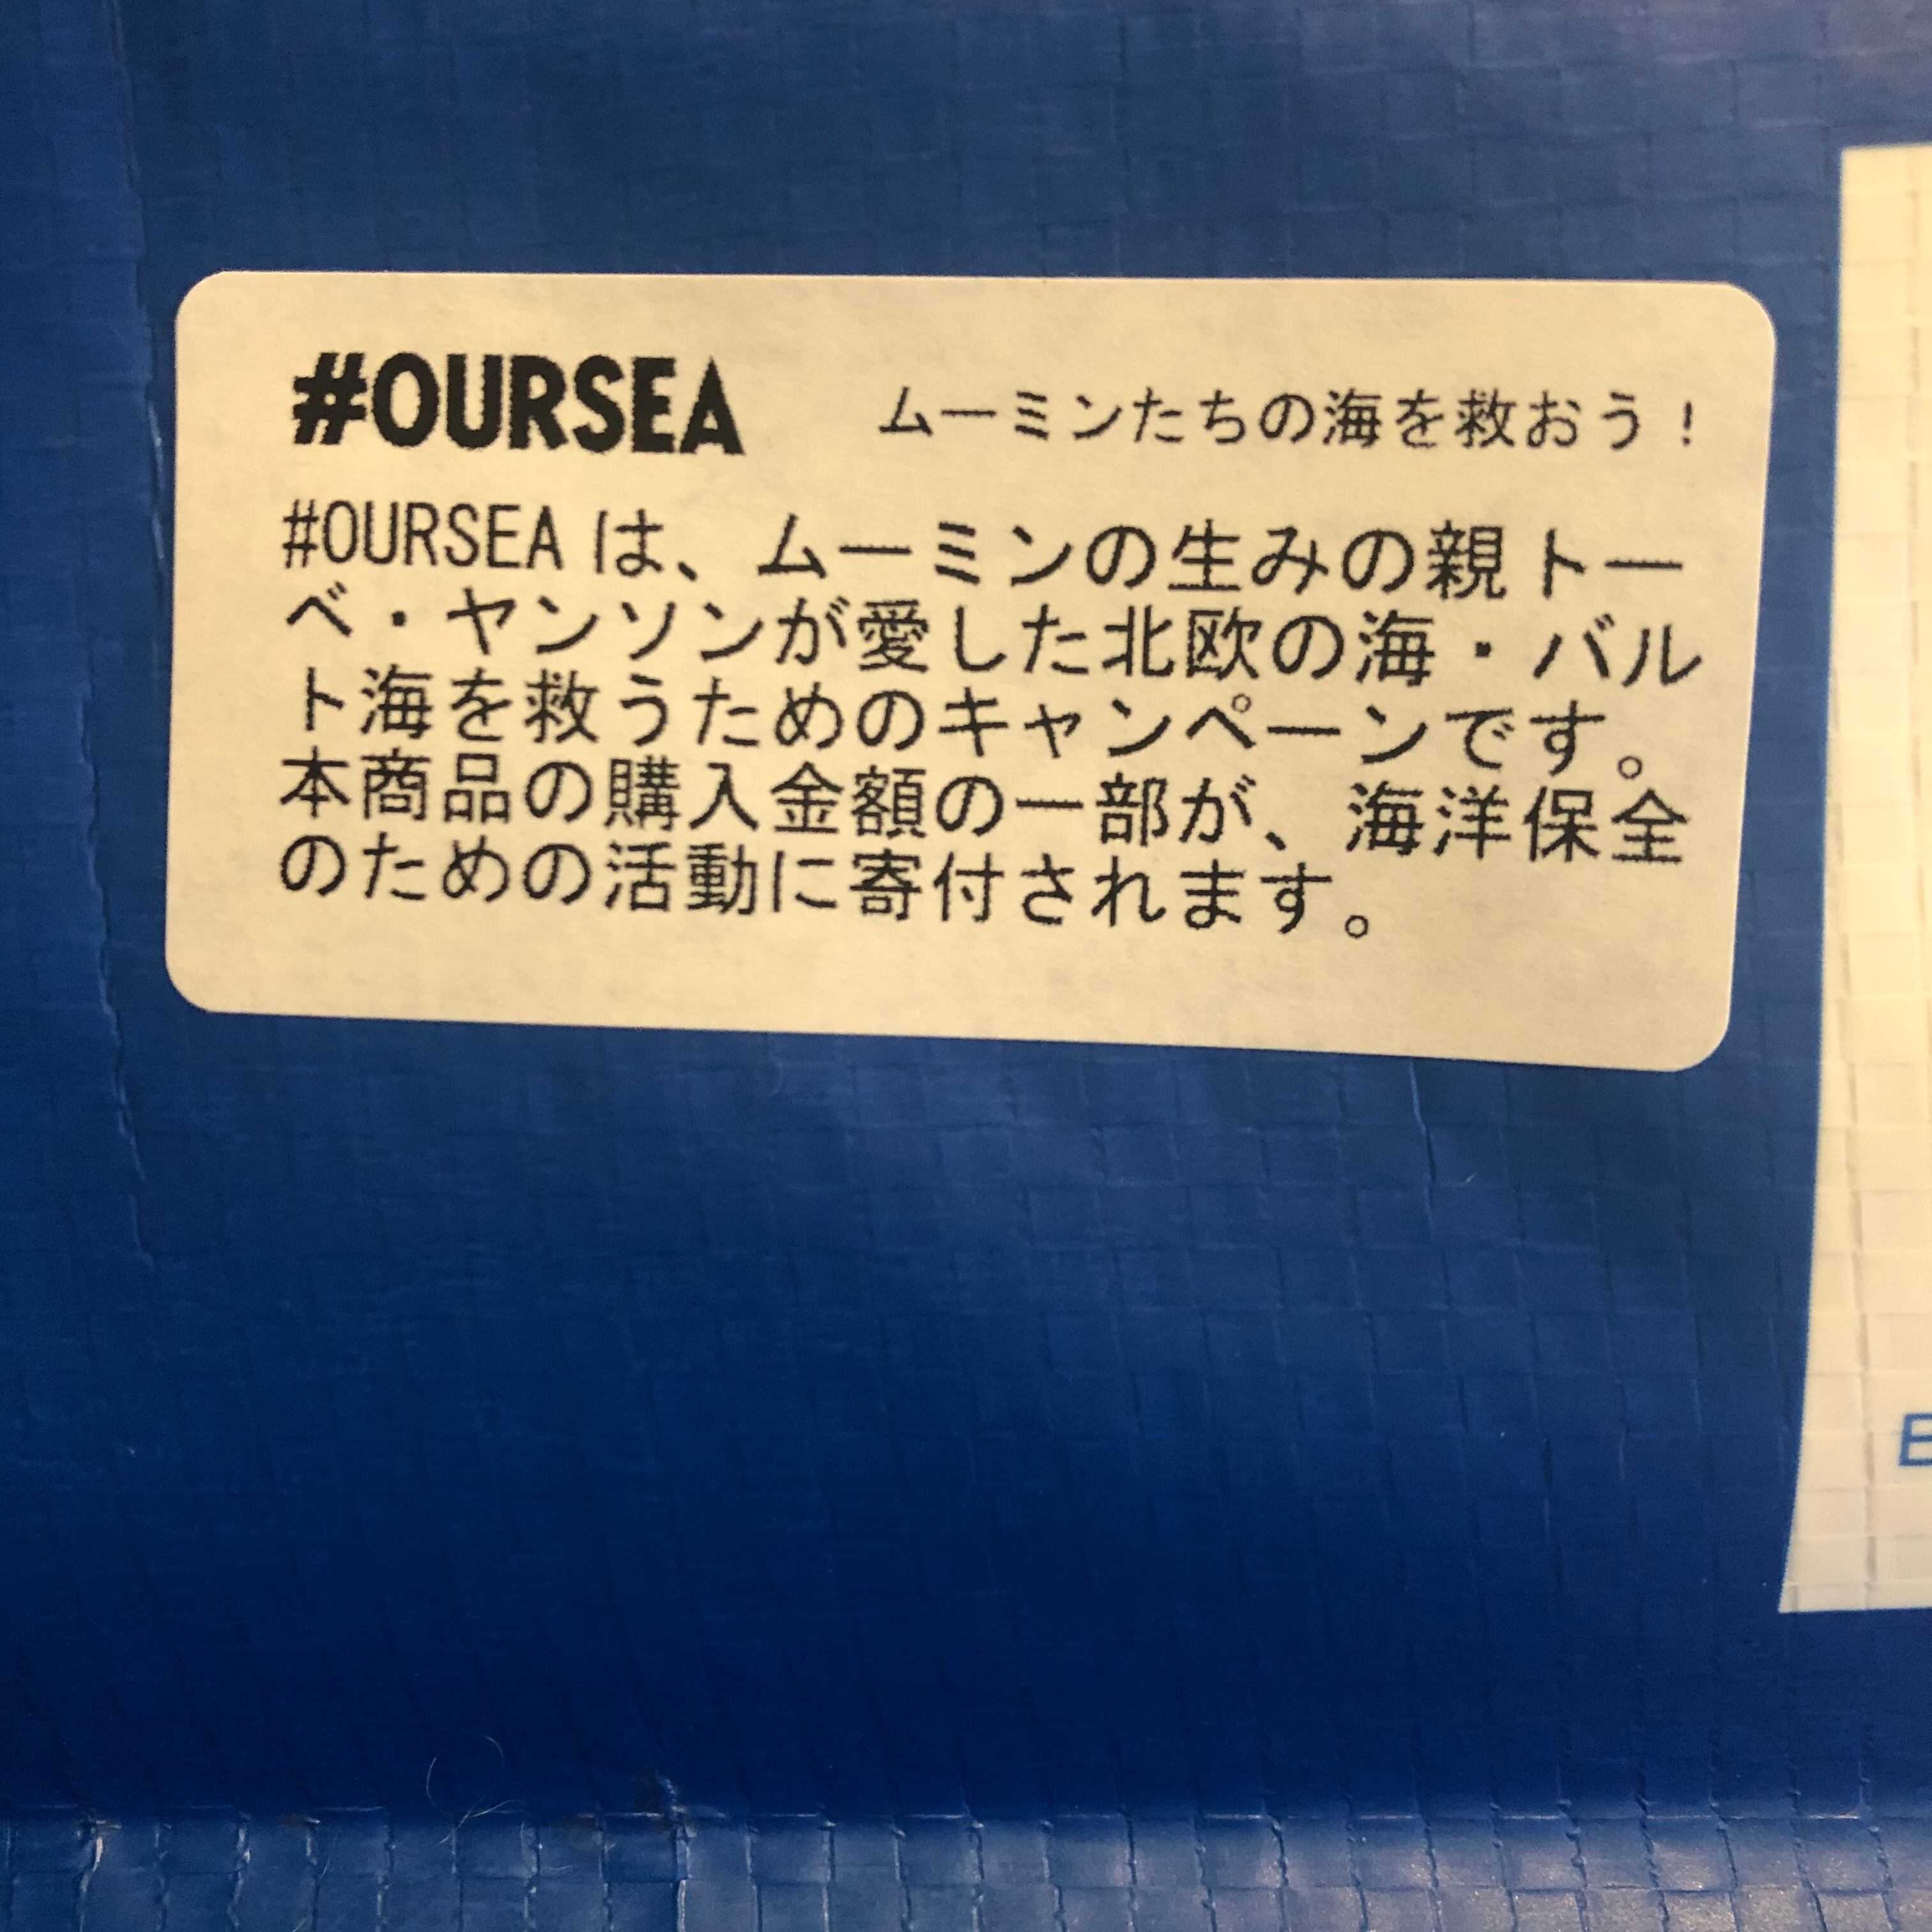 #OURSEA ムーミンたちの海を救おう！
#OURSEA は、ムーミンの生みの親トー
ベ・ヤンソンが愛した北欧の海・バル
ト海を救うためのキャンペーンです。
本商品の購入金額の一部が、海洋保全
のための活動に寄付されます。